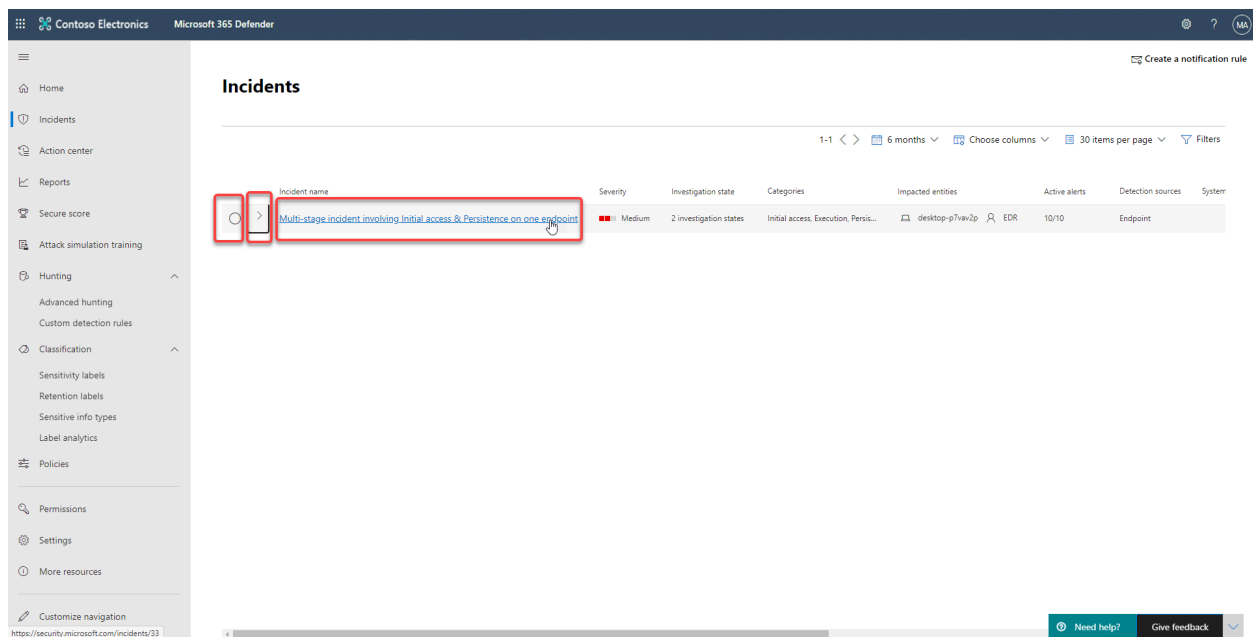 Contoso Electronics Microsoft 365 Defender ? MA
Create a notification rule
Home
Incidents
Action center
Reports
Secure score
Attack simulation training
Hunting
Advanced hunting
Custom detection rules
Classification
Sensitivity labels
Retention labels
Sensitive info types
Label analytics
Policies
Permissions
Settings
More resources
Customize navigation
https://security.microsoft.com/incidents/33
Incidents
1-1 6 months Choose columns 30 items per page Filters
Incident name Severity Investigation state Categories Impacted entities Active alerts Detection sources System
Multi-stage incident involving Initial access & Persistence on one endpoint Medium 2 investigation states Initial access, Execution, Persis... desktop-p7vav2p EDR 10/10 Endpoint
Need help? Give feedback